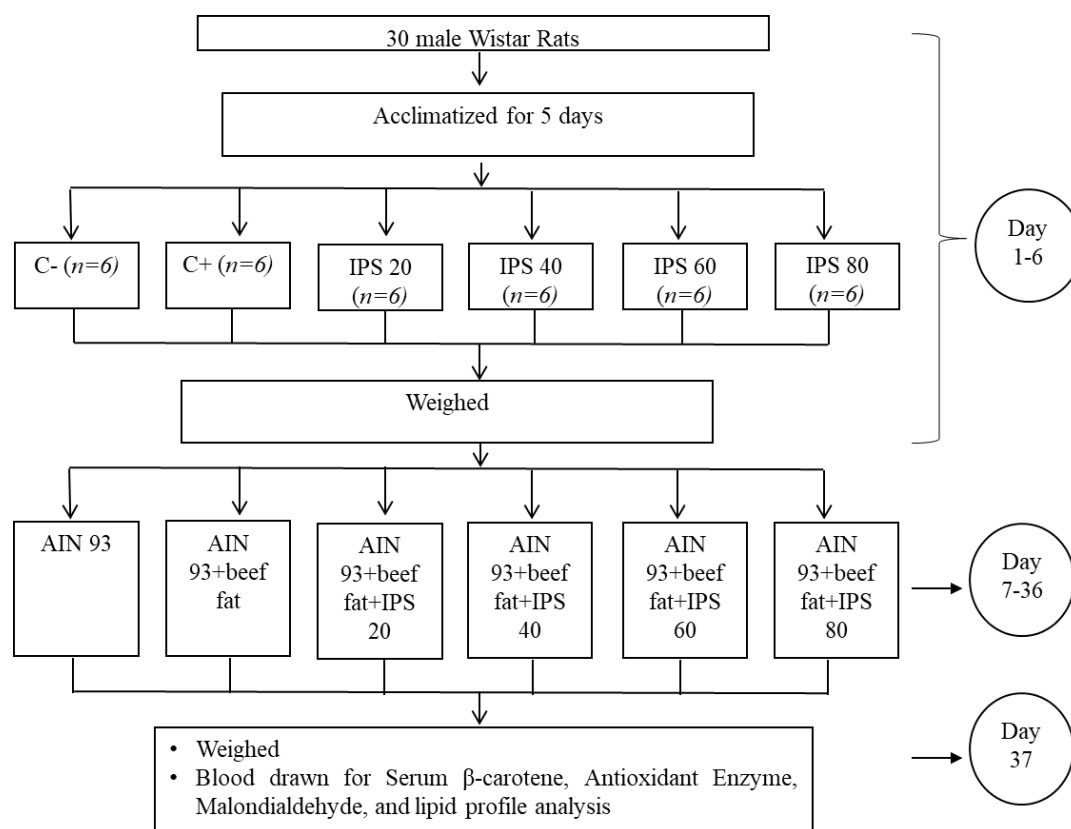 30 male Wistar Rats
Acclimatized for 5 days
C- (n=6)
C+ (n=6)
IPS 20
(n=6)
IPS 40
(n=6)
IPS 60
(n=6)
IPS 80
(n=6)
Day
1-6
Weighed
AIN 93
AIN
93+beef
fat
AIN
93+beef
fat+IPS
20
AIN
93+beef
fat+IPS
40
AIN
93+beef
fat+IPS
60
AIN
93+beef
fat+IPS
80
Day
7-36
• Weighed
• Blood drawn for Serum β-carotene, Antioxidant Enzyme,
Malondialdehyde, and lipid profile analysis
Day
37